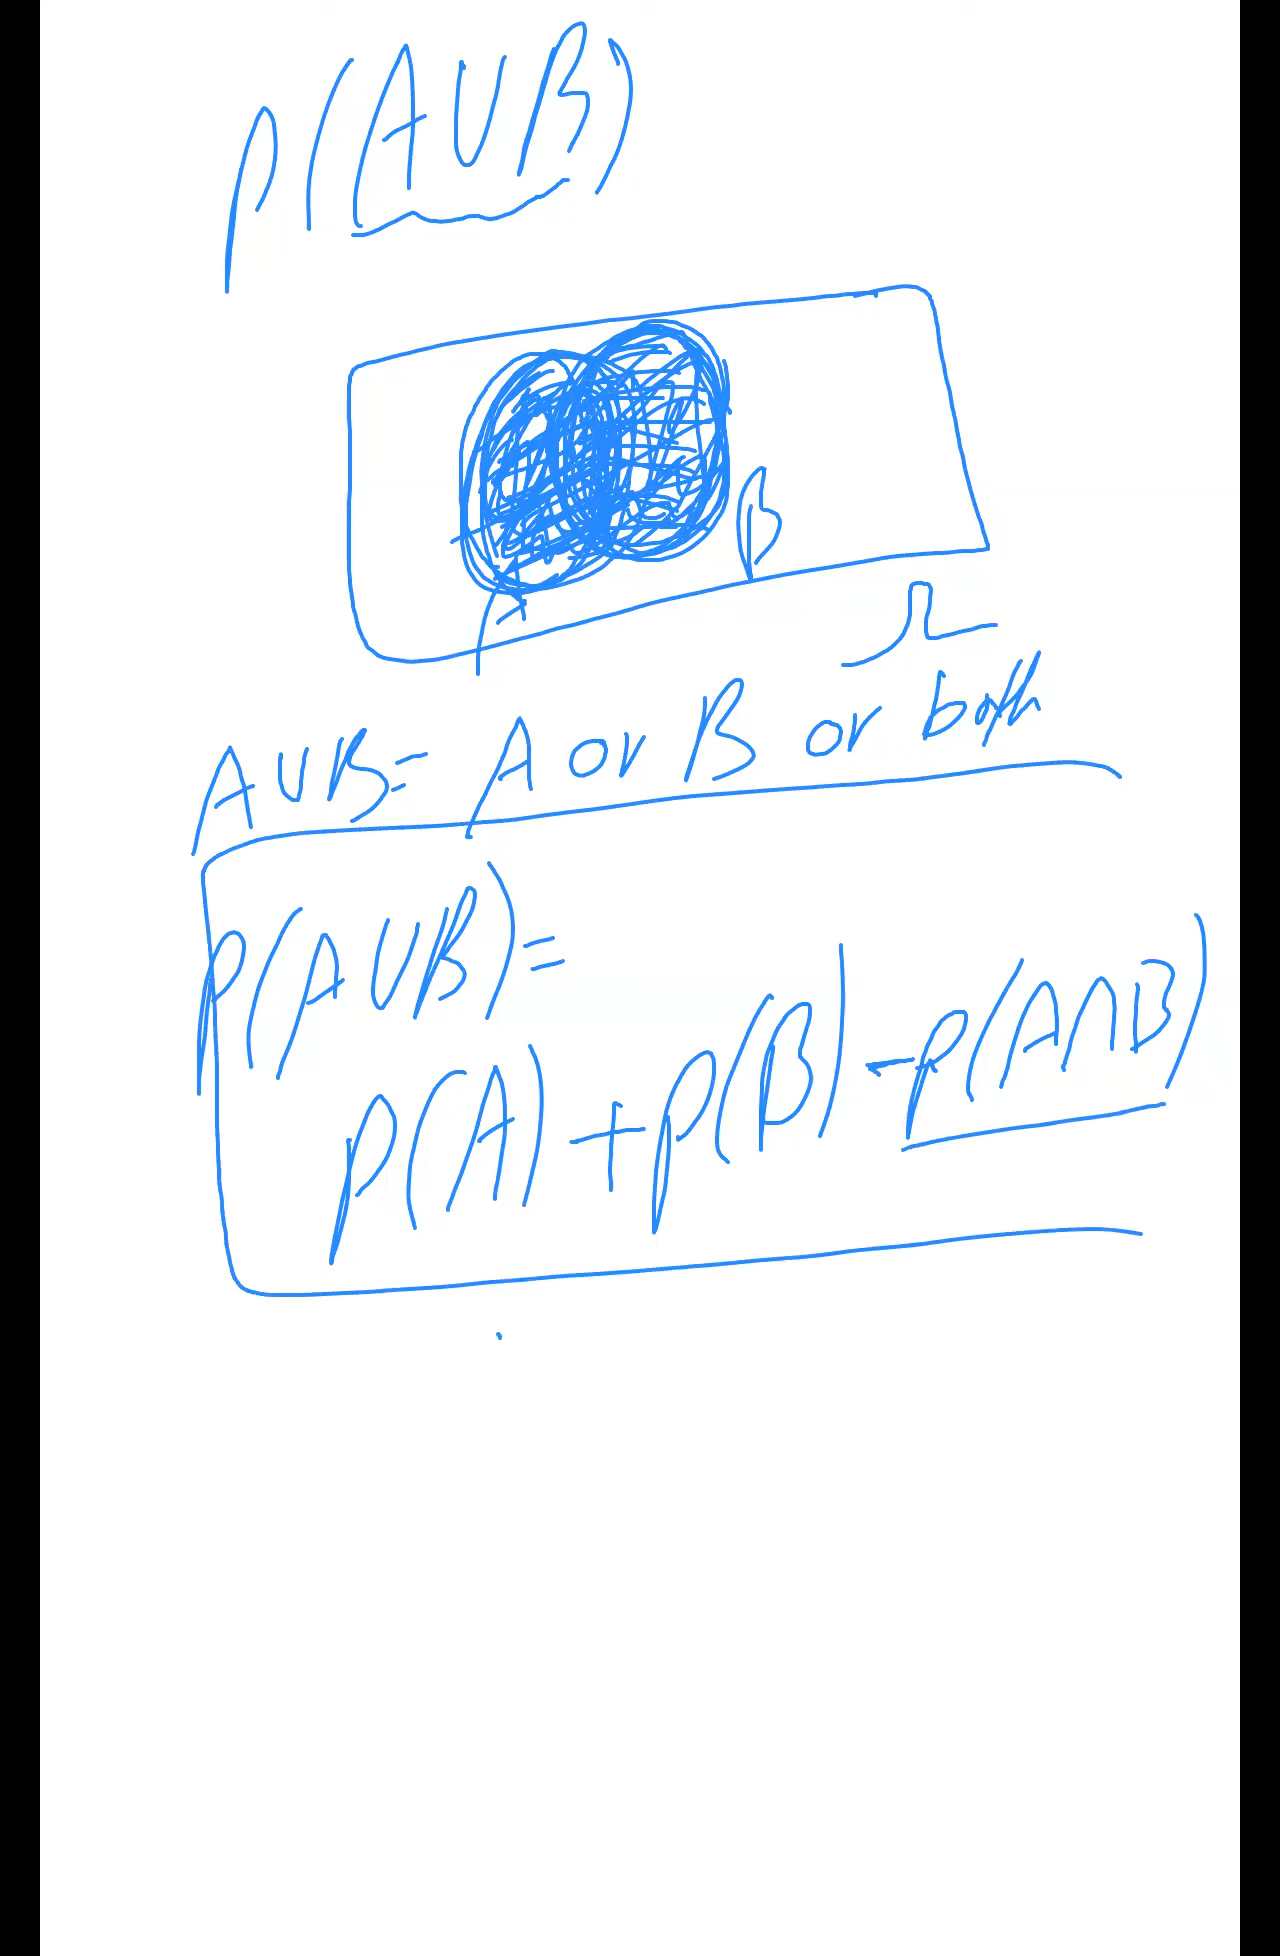 P(A∪B)
B
A
Ω
A∪B= A or B or both
P(A∪B)=
P(A)+P(B)-P(A∩B)